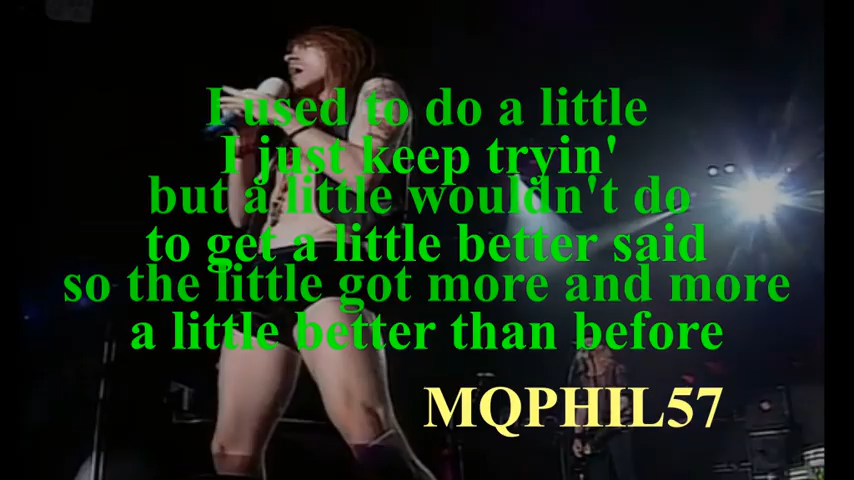 I used to do a little
I just keep tryin'
but a little wouldn't do
to get a little better said
so the little got more and more
a little better than before
MQPHIL57